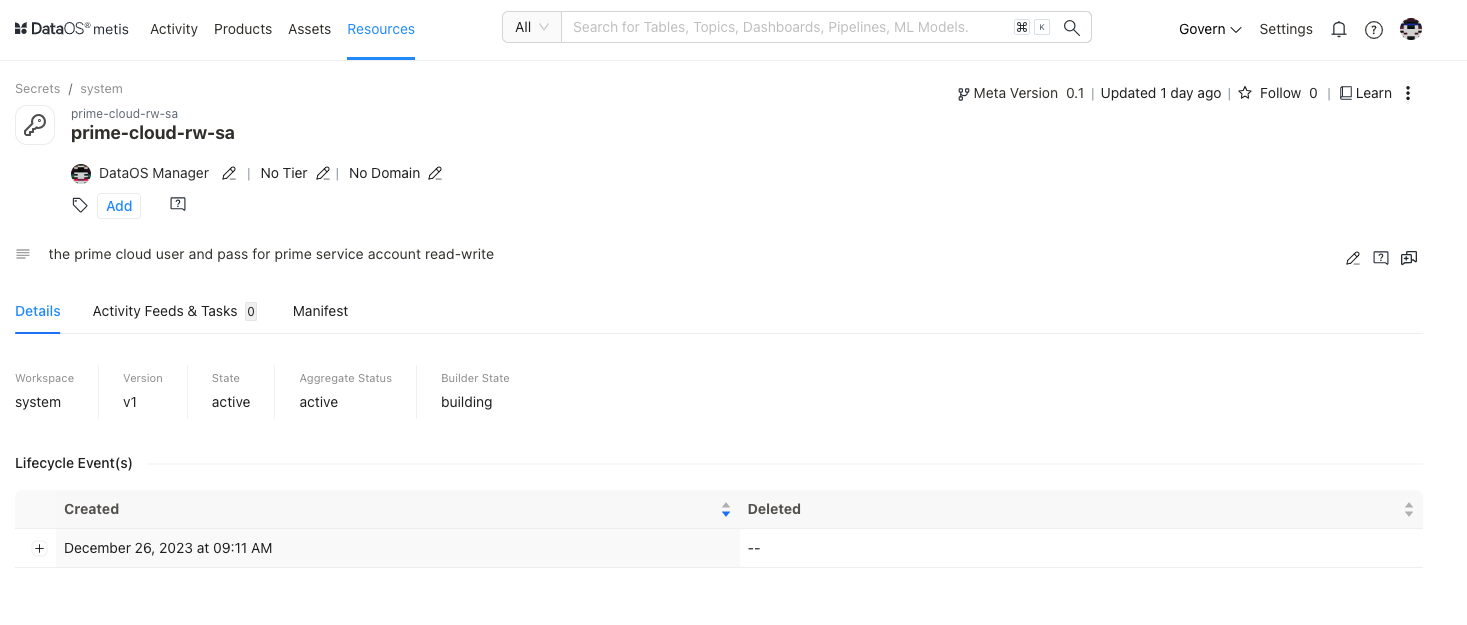 DataOS® metis Activity Products Assets Resources All Search for Tables, Topics, Dashboards, Pipelines, ML Models. ⌘ K Govern Settings
Secrets / system
Meta Version 0.1 | Updated 1 day ago | Follow 0 | Learn
prime-cloud-rw-sa
prime-cloud-rw-sa
DataOS Manager | No Tier | No Domain
Add
the prime cloud user and pass for prime service account read-write
Details Activity Feeds & Tasks 0 Manifest
Workspace Version State Aggregate Status Builder State
system v1 active active building
Lifecycle Event(s)
Created Deleted
December 26, 2023 at 09:11 AM --